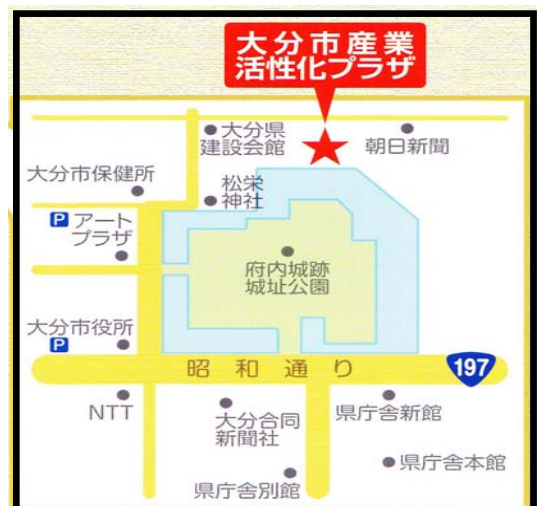 大分市産業
活性化プラザ
大分県
建設会館
朝日新聞
大分市保健所
松栄
神社
P アート
プラザ
府内城跡
城址公園
大分市役所
P
昭和通り
197
NTT
大分合同
新聞社
県庁舎新館
県庁舎本館
県庁舎別館